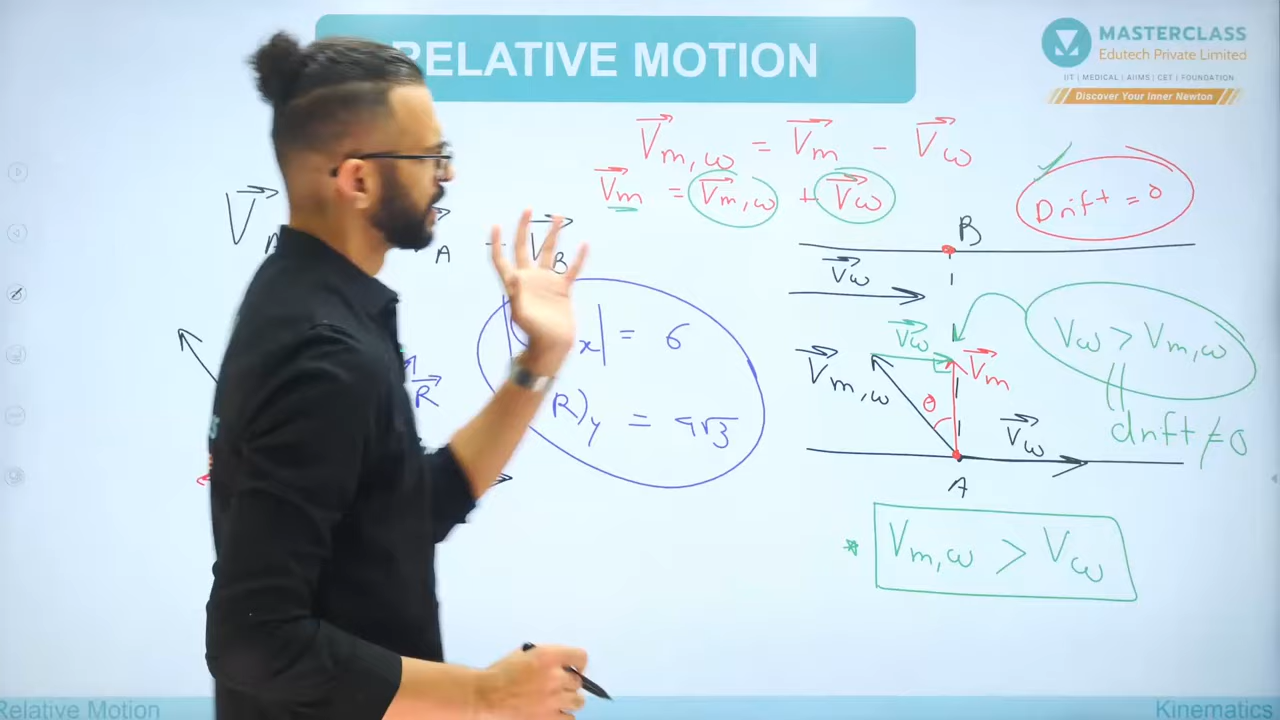 RELATIVE MOTION
MASTERCLASS
Edutech Private Limited
IIT | MEDICAL | AIIMS | CET | FOUNDATION
Discover Your Inner Newton
V⃗m,ω = V⃗m - V⃗ω
V⃗m = V⃗m,ω + V⃗ω
Drift = 0
V⃗A
A
V⃗B
B
V⃗ω
x| = 6
R)y = 9√3
R⃗
Vω > Vm,ω
drift ≠ 0
V⃗ω
V⃗m,ω
V⃗m
θ
V⃗ω
A
* Vm,ω > Vω
Relative Motion
Kinematics